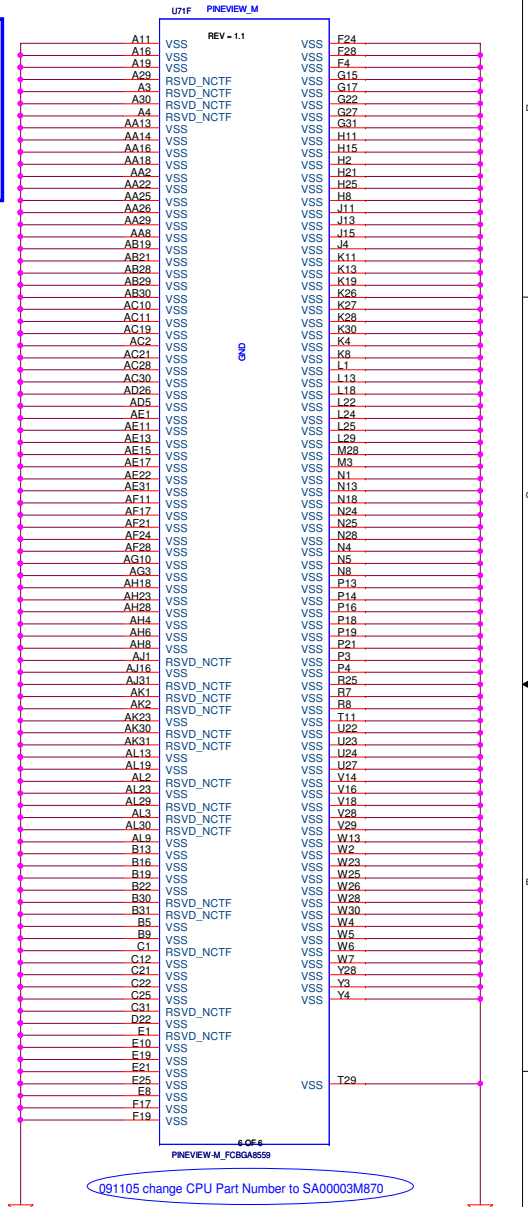 U71F PINEVIEW_M
REV = 1.1
A11 VSS VSS F24
A16 VSS VSS F28
A19 VSS VSS F4
A29 RSVD_NCTF VSS G15
A3 RSVD_NCTF VSS G17
A30 RSVD_NCTF VSS G22
A4 RSVD_NCTF VSS G27
AA13 VSS VSS G31
AA14 VSS VSS H11
AA16 VSS VSS H15
AA18 VSS VSS H2
AA2 VSS VSS H21
AA22 VSS VSS H25
AA25 VSS VSS H8
AA26 VSS VSS J11
AA29 VSS VSS J13
AA8 VSS VSS J15
AB19 VSS VSS J4
AB21 VSS VSS K11
AB28 VSS VSS K13
AB29 VSS VSS K19
AB30 VSS VSS K26
AC10 VSS VSS K27
AC11 VSS VSS K28
AC19 VSS VSS K30
AC2 VSS VSS K4
AC21 VSS VSS K8
AC28 VSS VSS L1
AC30 VSS VSS L13
AD26 VSS VSS L18
AD5 VSS VSS L22
AE1 VSS VSS L24
AE11 VSS VSS L25
AE13 VSS VSS L29
AE15 VSS VSS M28
AE17 VSS VSS M3
AE22 VSS VSS N1
AE31 VSS VSS N13
AF11 VSS VSS N18
AF17 VSS VSS N24
AF21 VSS VSS N25
AF24 VSS VSS N28
AF28 VSS VSS N4
AG10 VSS VSS N5
AG3 VSS VSS N8
AH18 VSS VSS P13
AH23 VSS VSS P14
AH28 VSS VSS P16
AH4 VSS VSS P18
AH6 VSS VSS P19
AH8 VSS VSS P21
AJ1 RSVD_NCTF VSS P3
AJ16 VSS VSS P4
AJ31 RSVD_NCTF VSS R25
AK1 RSVD_NCTF VSS R7
AK2 RSVD_NCTF VSS R8
AK23 VSS VSS T11
AK30 RSVD_NCTF VSS U22
AK31 RSVD_NCTF VSS U23
AL13 VSS VSS U24
AL19 VSS VSS U27
AL2 RSVD_NCTF VSS V14
AL23 VSS VSS V16
AL29 RSVD_NCTF VSS V18
AL3 RSVD_NCTF VSS V28
AL30 RSVD_NCTF VSS V29
AL9 VSS VSS W13
B13 VSS VSS W2
B16 VSS VSS W23
B19 VSS VSS W25
B22 VSS VSS W26
B30 RSVD_NCTF VSS W28
B31 RSVD_NCTF VSS W30
B5 VSS VSS W4
B9 VSS VSS W5
C1 RSVD_NCTF VSS W6
C12 VSS VSS W7
C21 VSS VSS Y28
C22 VSS VSS Y3
C25 VSS VSS Y4
C31 RSVD_NCTF
D22 VSS
E1 RSVD_NCTF
E10 VSS
E19 VSS
E21 VSS
E25 VSS VSS T29
E8 VSS
F17 VSS
F19 VSS
GND
6 OF 6
PINEVIEW-M_FCBGA8559
091105 change CPU Part Number to SA00003M870
D
C
B